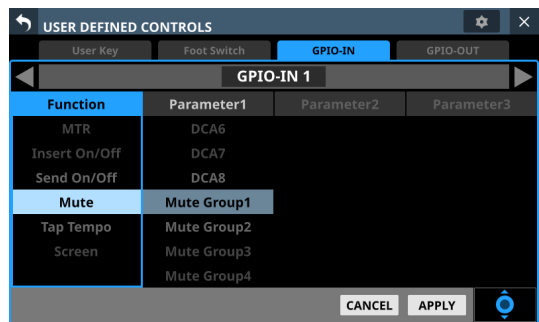 USER DEFINED CONTROLS
User Key Foot Switch GPIO-IN GPIO-OUT
GPIO-IN 1
Function Parameter1 Parameter2 Parameter3
MTR DCA6
Insert On/Off DCA7
Send On/Off DCA8
Mute Mute Group1
Tap Tempo Mute Group2
Screen Mute Group3
Mute Group4
CANCEL APPLY